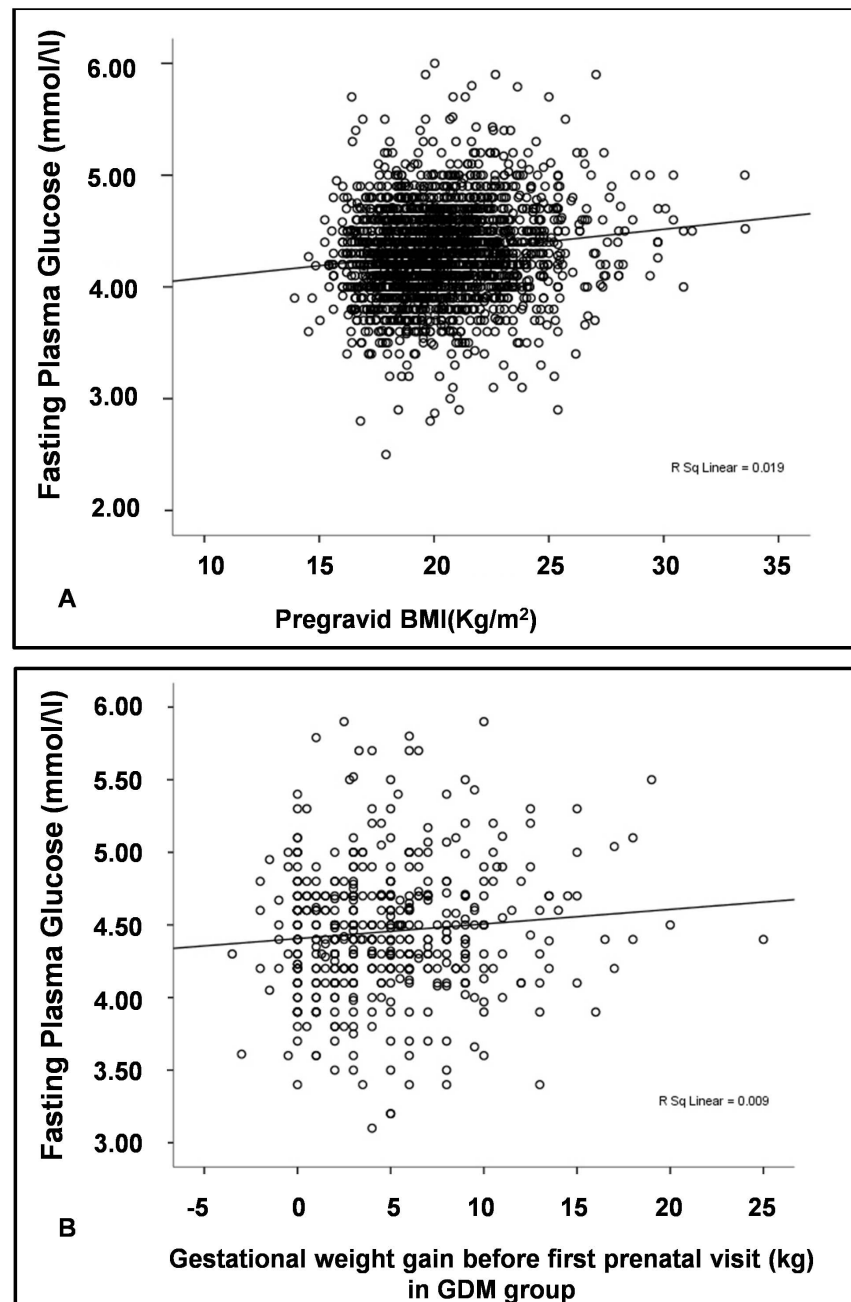 Fasting Plasma Glucose (mmol/\l)
6.00
5.00
4.00
3.00
2.00
R Sq Linear = 0.019
10 15 20 25 30 35
A
Pregravid BMI(Kg/m²)
Fasting Plasma Glucose (mmol/\l)
6.00
5.50
5.00
4.50
4.00
3.50
3.00
R Sq Linear = 0.009
-5 0 5 10 15 20 25
B
Gestational weight gain before first prenatal visit (kg)
in GDM group